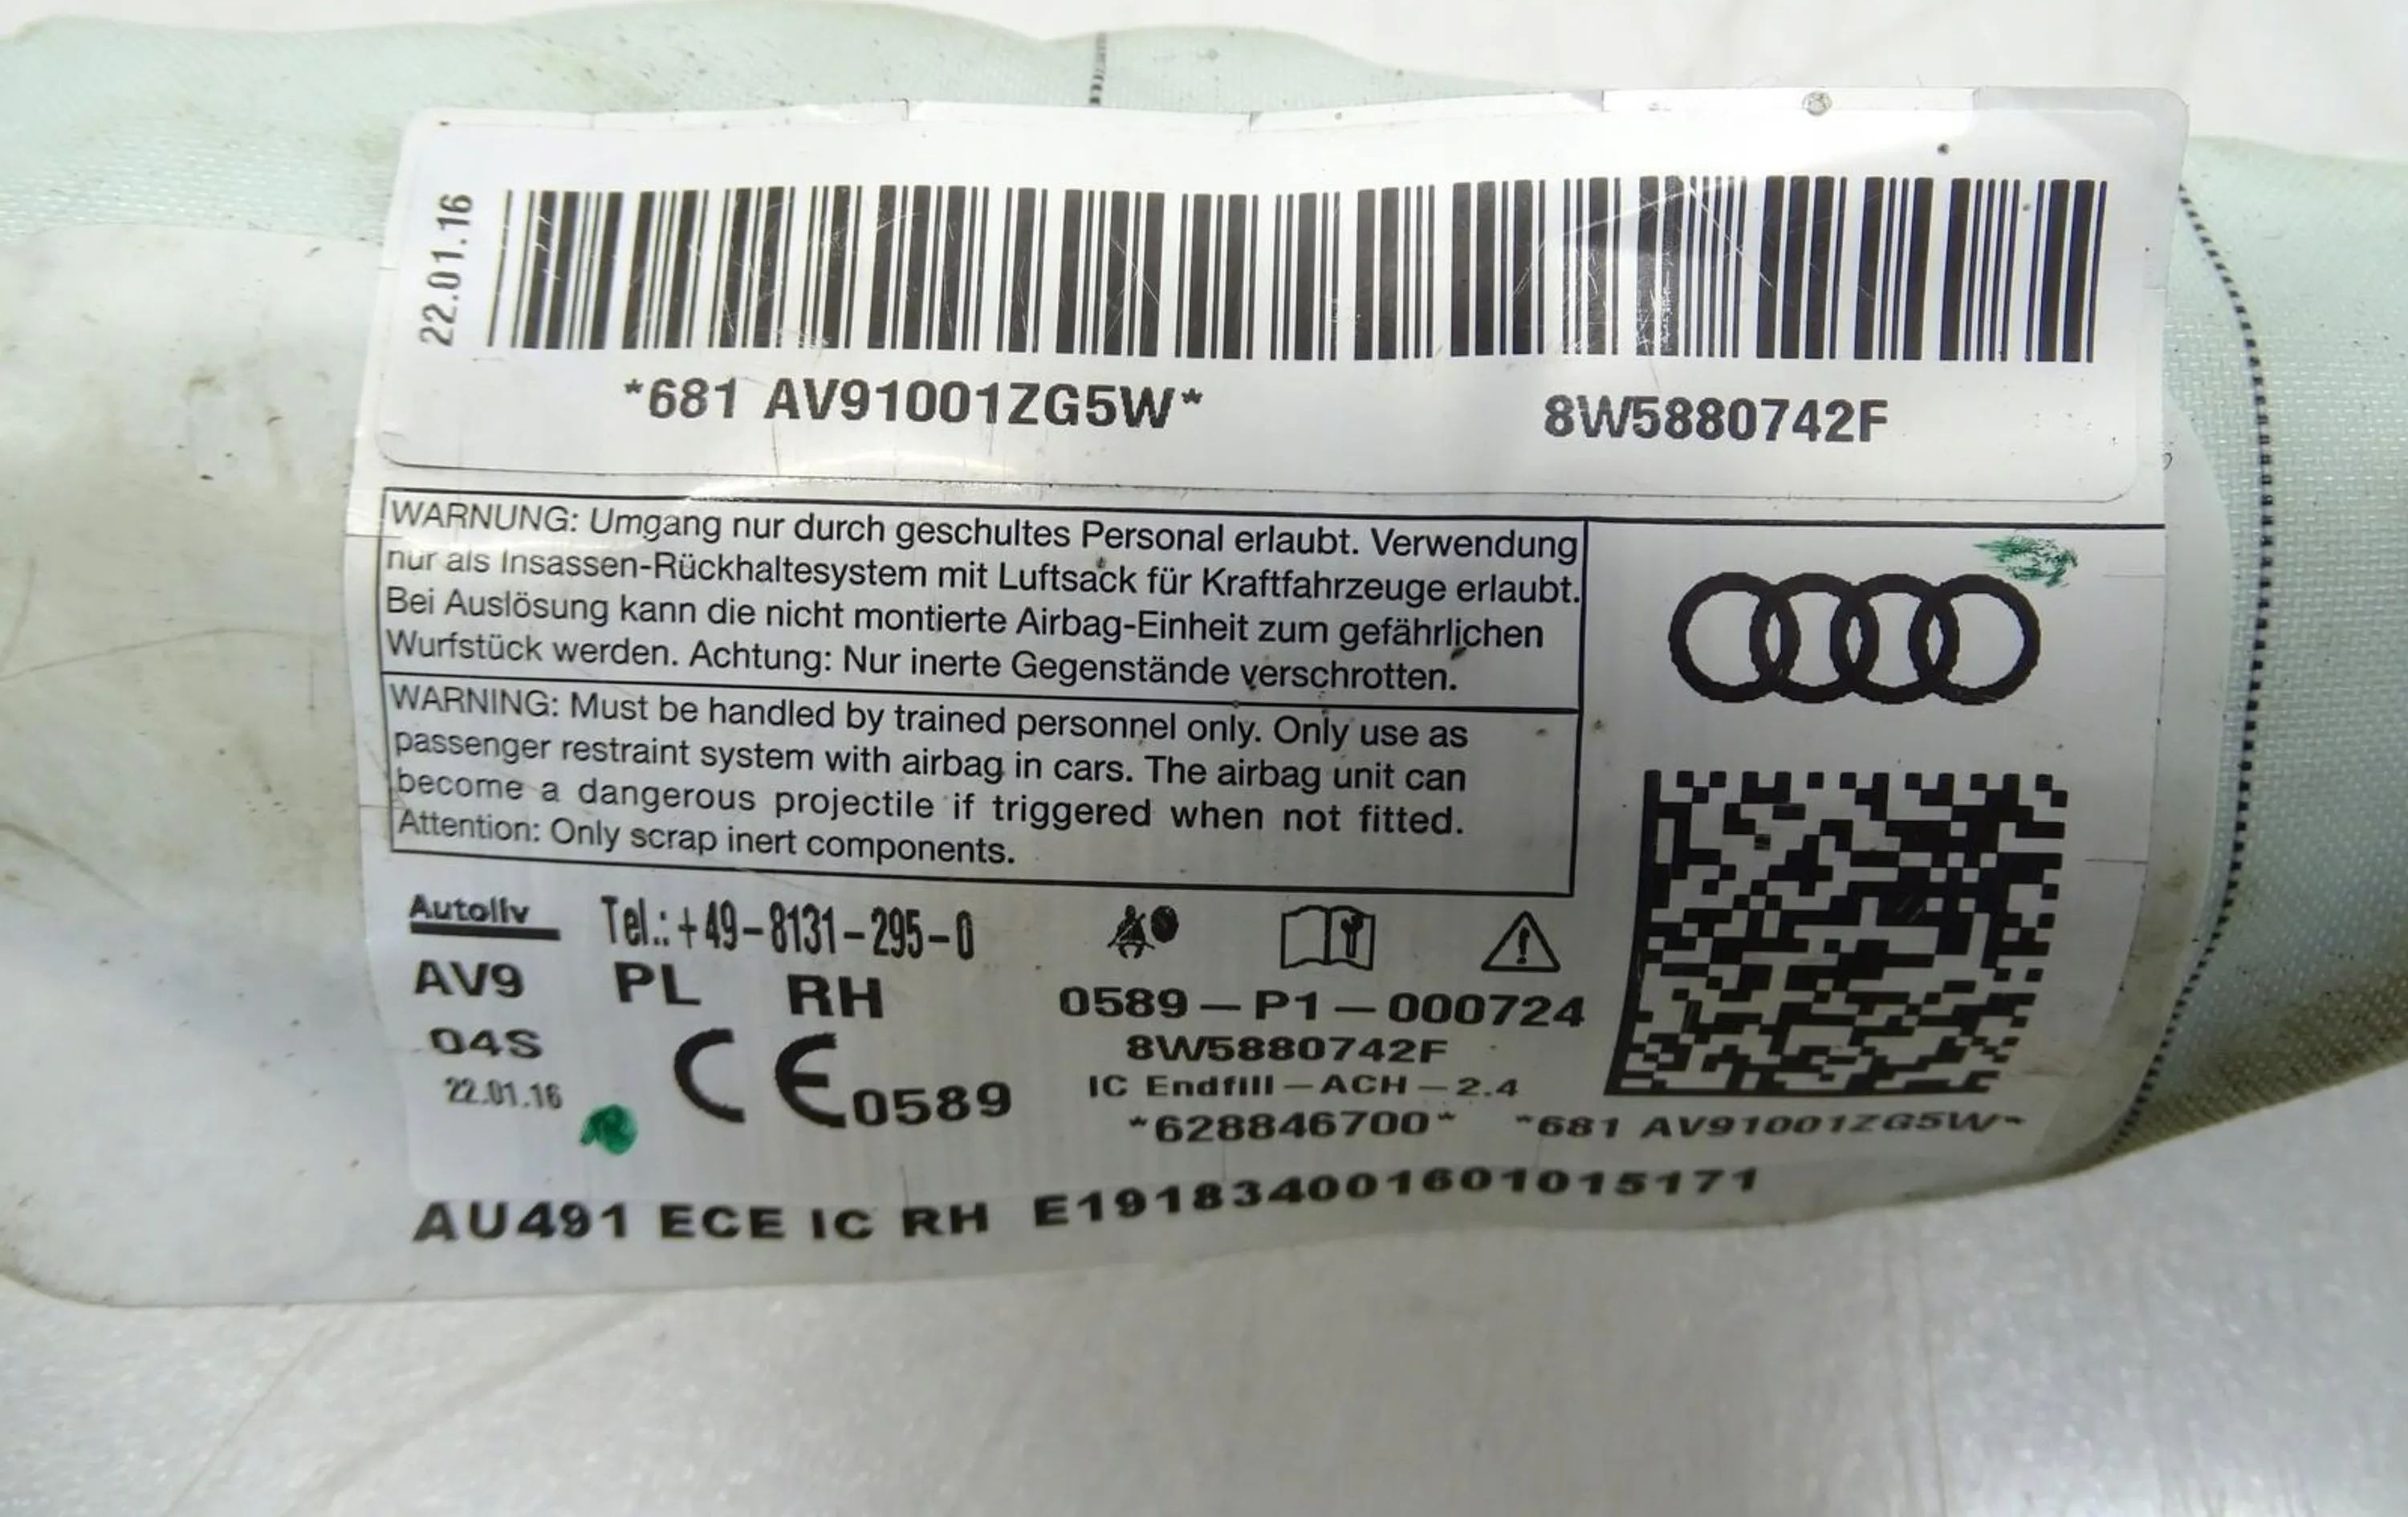 22.01.16
*681 AV91001ZG5W*
8W5880742F
WARNUNG: Umgang nur durch geschultes Personal erlaubt. Verwendung
nur als Insassen-Rückhaltesystem mit Luftsack für Kraftfahrzeuge erlaubt.
Bei Auslösung kann die nicht montierte Airbag-Einheit zum gefährlichen
Wurfstück werden. Achtung: Nur inerte Gegenstände verschrotten.
WARNING: Must be handled by trained personnel only. Only use as
passenger restraint system with airbag in cars. The airbag unit can
become a dangerous projectile if triggered when not fitted.
Attention: Only scrap inert components.
Autoliv Tel.: +49-8131-295-0
AV9 PL RH
04S
22.01.16
CE0589
0589-P1-000724
8W5880742F
IC Endfill-ACH-2.4
*628846700* *681 AV91001ZG5W*
AU491 ECE IC RH E1918340016010 15171